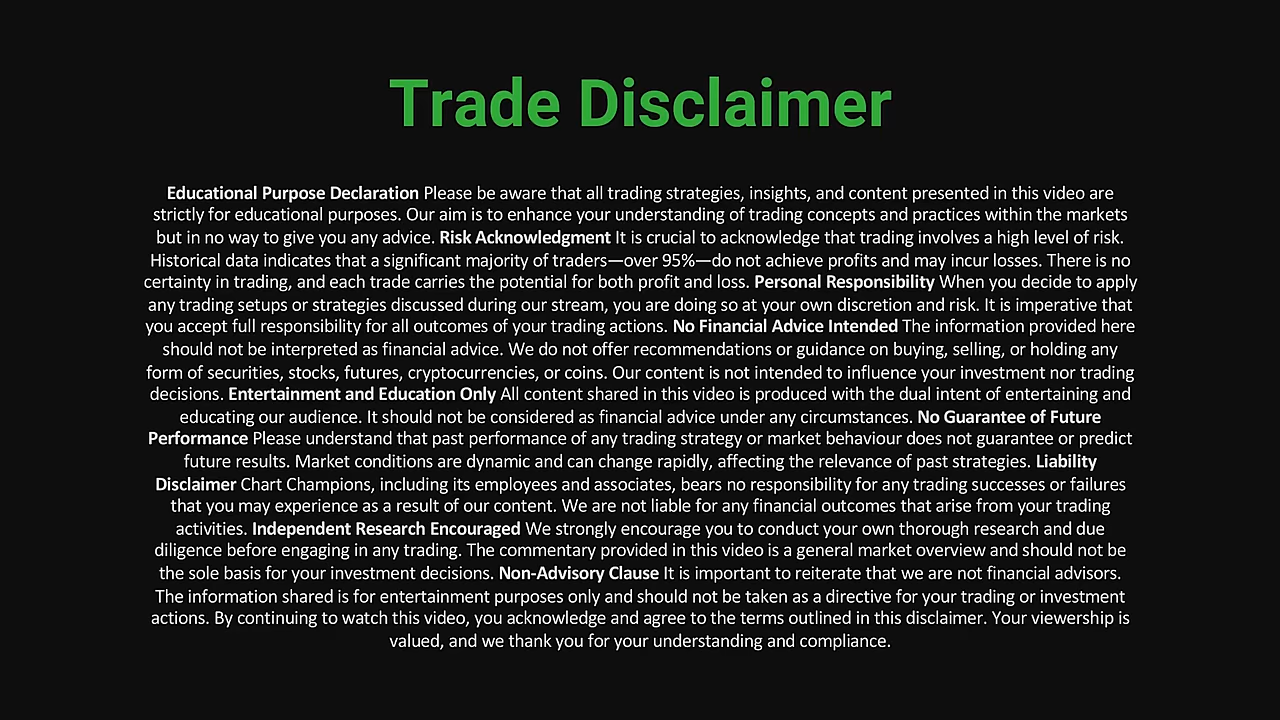 Trade Disclaimer
Educational Purpose Declaration Please be aware that all trading strategies, insights, and content presented in this video are
strictly for educational purposes. Our aim is to enhance your understanding of trading concepts and practices within the markets
but in no way to give you any advice. Risk Acknowledgment It is crucial to acknowledge that trading involves a high level of risk.
Historical data indicates that a significant majority of traders—over 95%—do not achieve profits and may incur losses. There is no
certainty in trading, and each trade carries the potential for both profit and loss. Personal Responsibility When you decide to apply
any trading setups or strategies discussed during our stream, you are doing so at your own discretion and risk. It is imperative that
you accept full responsibility for all outcomes of your trading actions. No Financial Advice Intended The information provided here
should not be interpreted as financial advice. We do not offer recommendations or guidance on buying, selling, or holding any
form of securities, stocks, futures, cryptocurrencies, or coins. Our content is not intended to influence your investment nor trading
decisions. Entertainment and Education Only All content shared in this video is produced with the dual intent of entertaining and
educating our audience. It should not be considered as financial advice under any circumstances. No Guarantee of Future
Performance Please understand that past performance of any trading strategy or market behaviour does not guarantee or predict
future results. Market conditions are dynamic and can change rapidly, affecting the relevance of past strategies. Liability
Disclaimer Chart Champions, including its employees and associates, bears no responsibility for any trading successes or failures
that you may experience as a result of our content. We are not liable for any financial outcomes that arise from your trading
activities. Independent Research Encouraged We strongly encourage you to conduct your own thorough research and due
diligence before engaging in any trading. The commentary provided in this video is a general market overview and should not be
the sole basis for your investment decisions. Non-Advisory Clause It is important to reiterate that we are not financial advisors.
The information shared is for entertainment purposes only and should not be taken as a directive for your trading or investment
actions. By continuing to watch this video, you acknowledge and agree to the terms outlined in this disclaimer. Your viewership is
valued, and we thank you for your understanding and compliance.